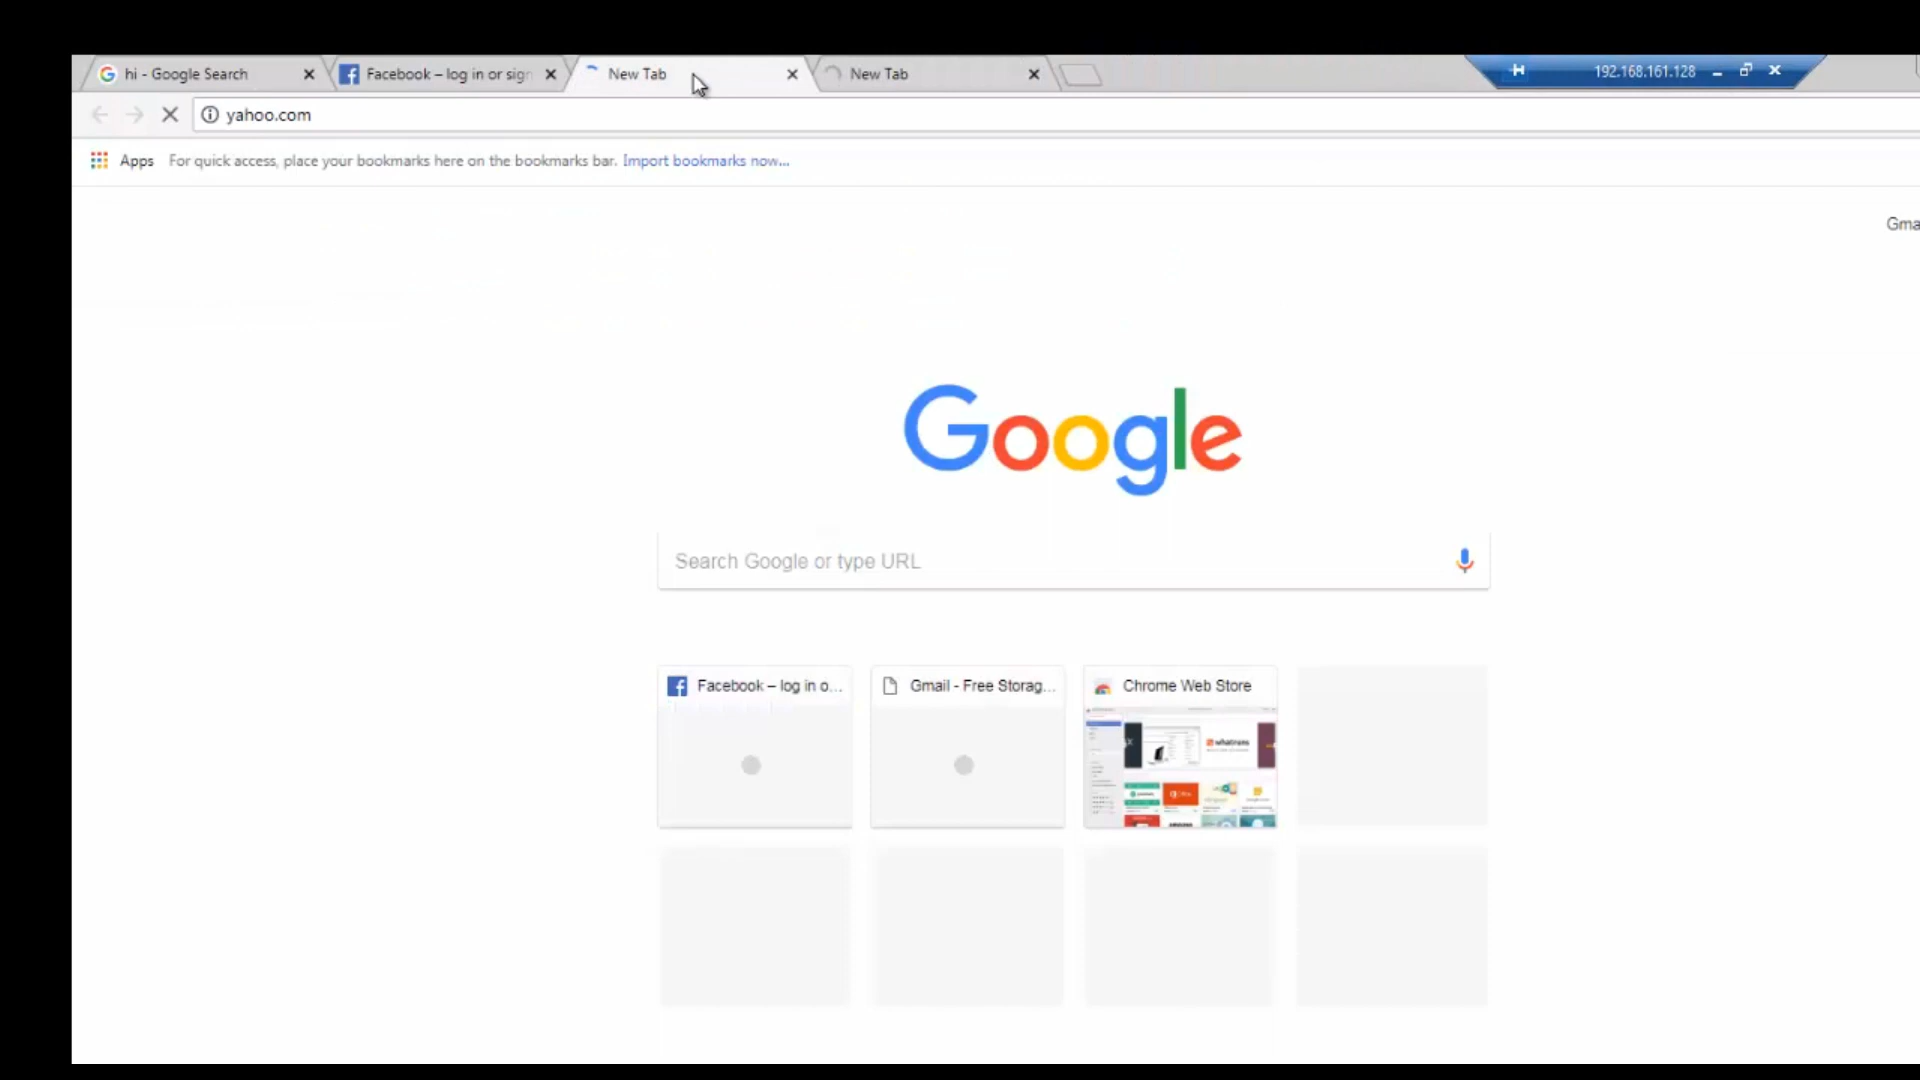 hi - Google Search
Facebook – log in or sign
New Tab
New Tab
192.168.161.128
yahoo.com
Apps For quick access, place your bookmarks here on the bookmarks bar. Import bookmarks now...
Gma
Google
Search Google or type URL
Facebook – log in o...
Gmail - Free Storag...
Chrome Web Store
whatruns